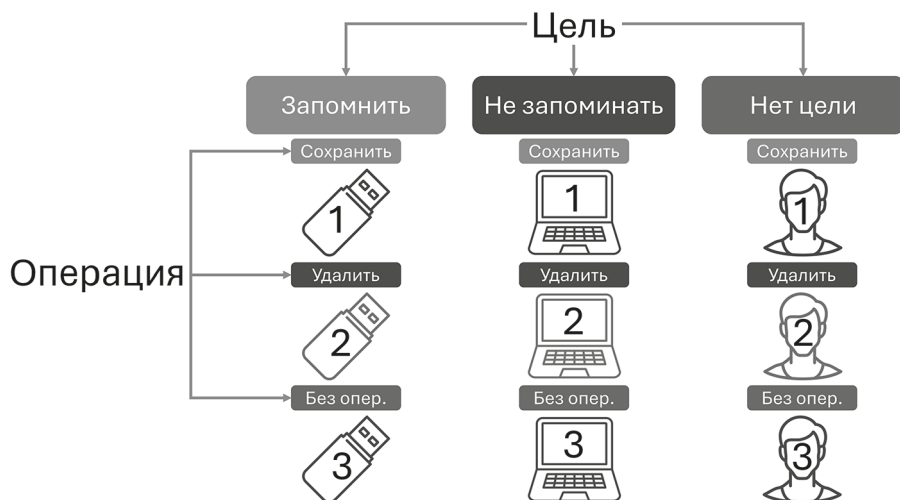 Цель
Запомнить
Не запоминать
Нет цели
Сохранить
Сохранить
Сохранить
1
1
1
Операция
Удалить
Удалить
Удалить
2
2
2
Без опер.
Без опер.
Без опер.
3
3
3